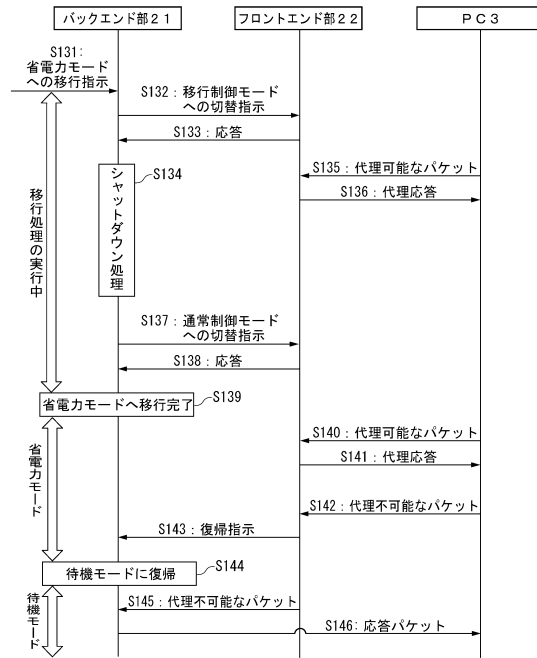 バックエンド部21
フロントエンド部22
PC3
S131:
省電力モード
への移行指示
S132：移行制御モード
への切替指示
S133：応答
S134
シャットダウン処理
S135：代理可能なパケット
S136：代理応答
移行処理の実行中
S137：通常制御モード
への切替指示
S138：応答
S139
省電力モードへ移行完了
S140：代理可能なパケット
S141：代理応答
省電力モード
S142：代理不可能なパケット
S143：復帰指示
S144
待機モードに復帰
S145：代理不可能なパケット
待機モード
S146：応答パケット